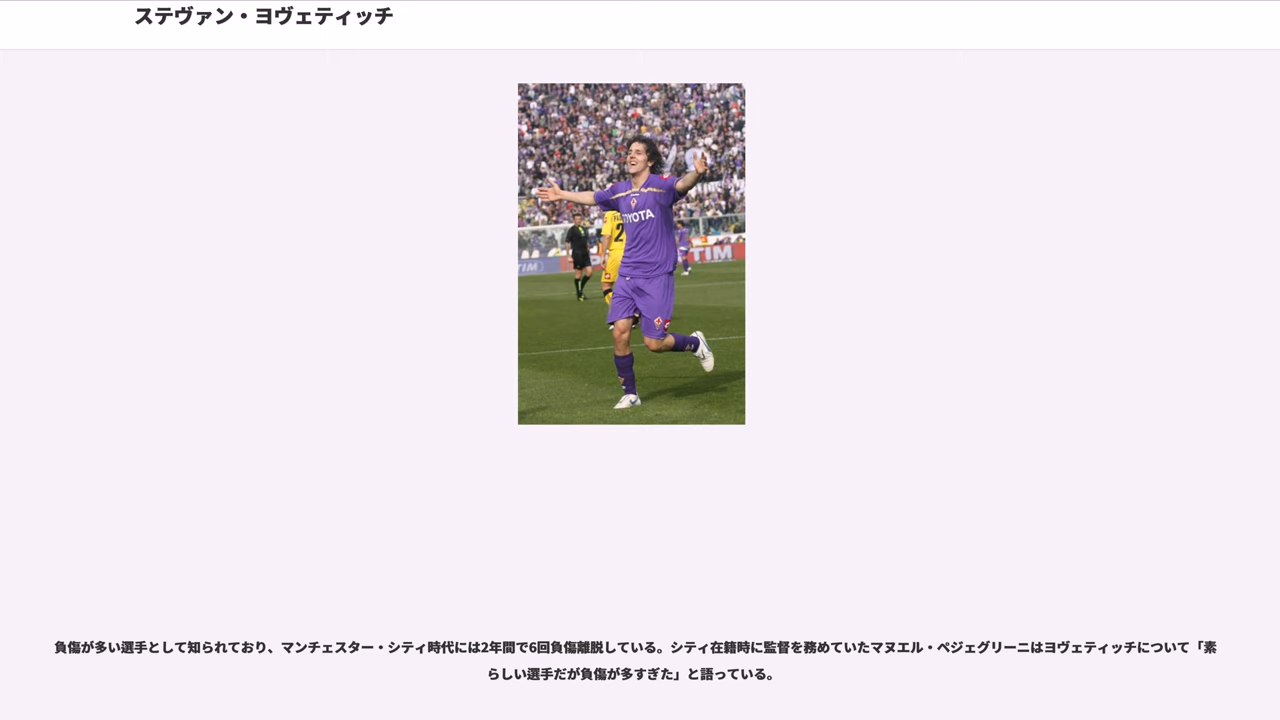 ステヴァン・ヨヴェティッチ
TOYOTA
2
TIM
TIM
負傷が多い選手として知られており、マンチェスター・シティ時代には2年間で6回負傷離脱している。シティ在籍時に監督を務めていたマヌエル・ペジェグリーニはヨヴェティッチについて「素
らしい選手だが負傷が多すぎた」と語っている。